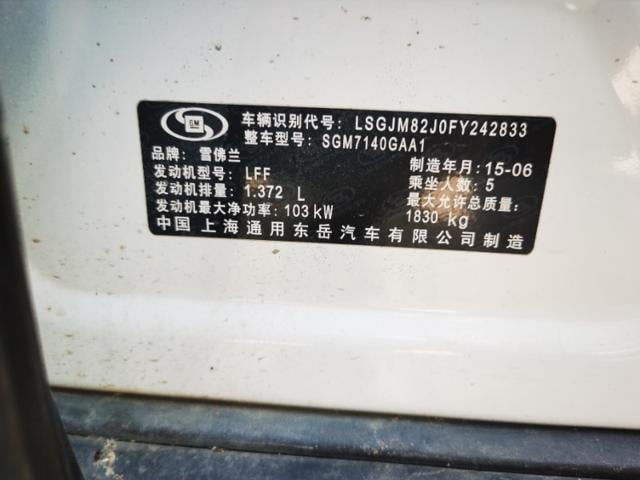 GM
车辆识别代号: LSGJM82J0FY242833
整车型号: SGM7140GAA1
品牌: 雪佛兰 制造年月: 15-06
发动机型号: LFF 乘坐人数: 5
发动机排量: 1.372 L 最大允许总质量:
发动机最大净功率: 103 kW 1830 kg
中国上海通用东岳汽车有限公司制造